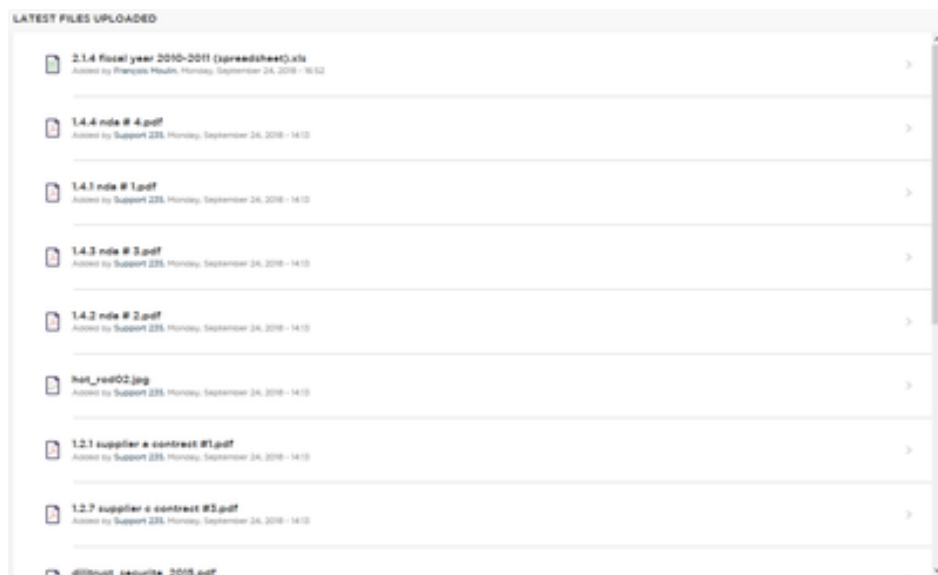 LATEST FILES UPLOADED
2.1.4 fiscal year 2010-2011 (spreadsheet).xls
Added by François Moulin, Monday, September 24, 2018 - 16:52
1.4.4 nda # 4.pdf
Added by Support 235, Monday, September 24, 2018 - 14:13
1.4.1 nda # 1.pdf
Added by Support 235, Monday, September 24, 2018 - 14:13
1.4.3 nda # 3.pdf
Added by Support 235, Monday, September 24, 2018 - 14:13
1.4.2 nda # 2.pdf
Added by Support 235, Monday, September 24, 2018 - 14:13
hot_rod02.jpg
Added by Support 235, Monday, September 24, 2018 - 14:13
1.2.1 supplier a contract #1.pdf
Added by Support 235, Monday, September 24, 2018 - 14:13
1.2.7 supplier c contract #3.pdf
Added by Support 235, Monday, September 24, 2018 - 14:13
dilitrust_securite_2015.pdf